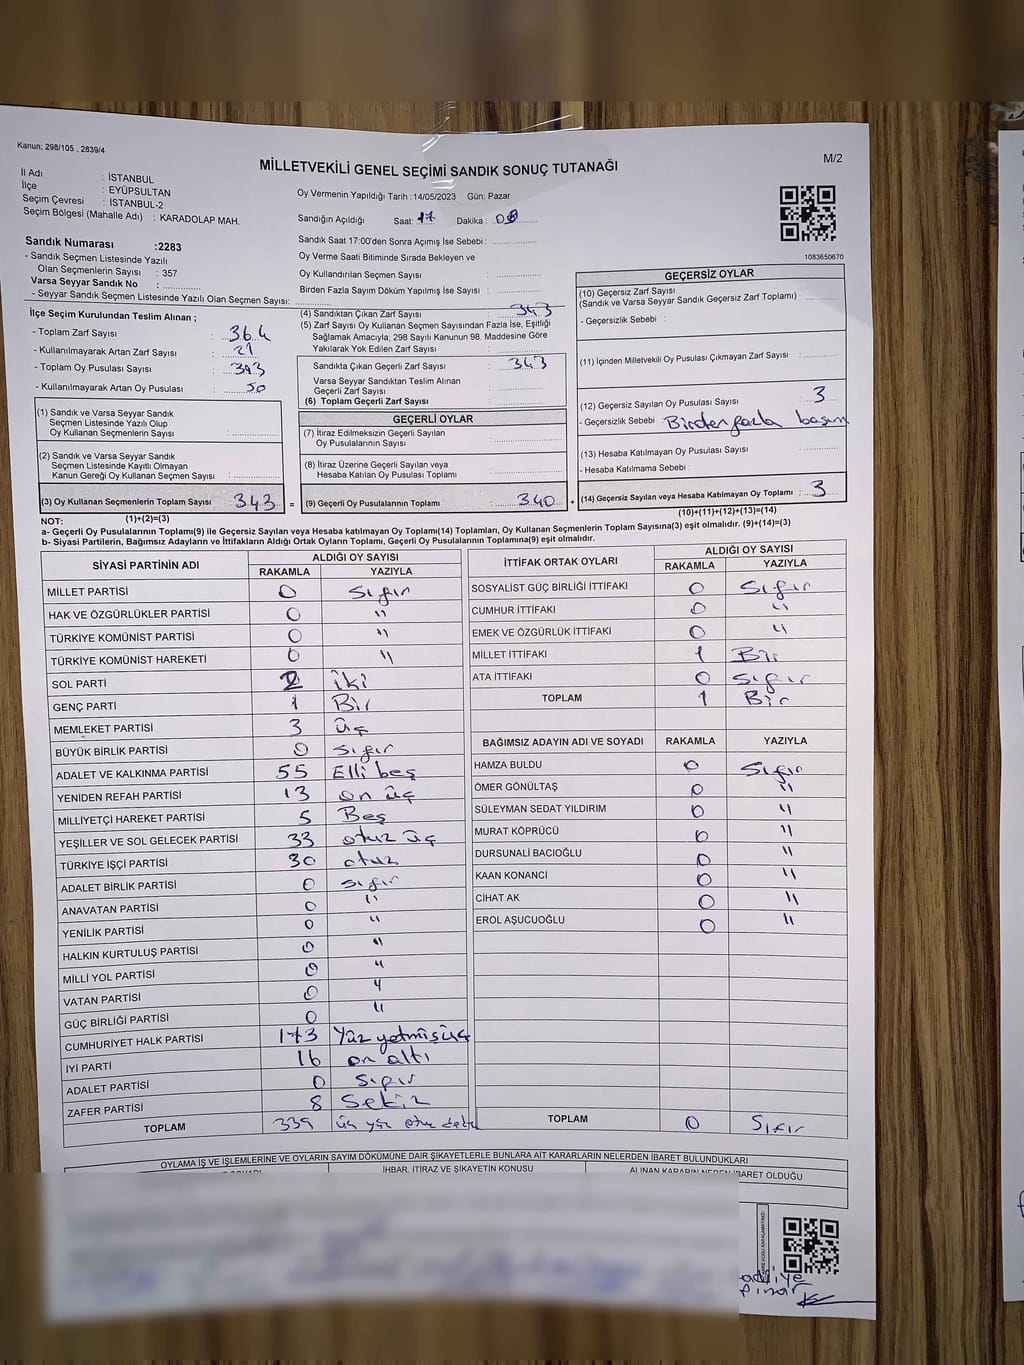 Kanun; 298/105 , 2839/4
M/2
MİLLETVEKİLİ GENEL SEÇİMİ SANDIK SONUÇ TUTANAĞI
İl Adı : İSTANBUL
İlçe : EYÜPSULTAN
Seçim Çevresi : İSTANBUL-2
Seçim Bölgesi (Mahalle Adı) : KARADOLAP MAH.
Sandık Numarası :2283
- Sandık Seçmen Listesinde Yazılı
Olan Seçmenlerin Sayısı : 357
Varsa Seyyar Sandık No :
- Seyyar Sandık Seçmen Listesinde Yazılı Olan Seçmen Sayısı:
Oy Vermenin Yapıldığı Tarih :14/05/2023 Gün: Pazar
Sandığın Açıldığı Saat: 17 Dakika : 08
Sandık Saat 17:00'den Sonra Açımış İse Sebebi :
Oy Verme Saati Bitiminde Sırada Bekleyen ve
Oy Kullandırılan Seçmen Sayısı :
Birden Fazla Sayım Döküm Yapılmış İse Sayısı :
1083650670
İlçe Seçim Kurulundan Teslim Alınan ;
- Toplam Zarf Sayısı : 364
- Kullanılmayarak Artan Zarf Sayısı : 21
- Toplam Oy Pusulası Sayısı : 393
- Kullanılmayarak Artan Oy Pusulası : 50
(4) Sandıktan Çıkan Zarf Sayısı : 343
(5) Zarf Sayısı Oy Kullanan Seçmen Sayısından Fazla İse, Eşitliği
Sağlamak Amacıyla; 298 Sayılı Kanunun 98. Maddesine Göre
Yakılarak Yok Edilen Zarf Sayısı :
Sandıkta Çıkan Geçerli Zarf Sayısı : 343
Varsa Seyyar Sandıktan Teslim Alınan
Geçerli Zarf Sayısı :
(6) Toplam Geçerli Zarf Sayısı :
GEÇERSİZ OYLAR
(10) Geçersiz Zarf Sayısı
(Sandık ve Varsa Seyyar Sandık Geçersiz Zarf Toplamı) :
- Geçersizlik Sebebi :
(11) İçinden Milletvekili Oy Pusulası Çıkmayan Zarf Sayısı :
(12) Geçersiz Sayılan Oy Pusulası Sayısı : 3
- Geçersizlik Sebebi : Birden fazla basım
(13) Hesaba Katılmayan Oy Pusulası Sayısı :
- Hesaba Katılmama Sebebi :
(14) Geçersiz Sayılan veya Hesaba Katılmayan Oy Toplamı : 3
(10)+(11)+(12)+(13)=(14)
(1) Sandık ve Varsa Seyyar Sandık
Seçmen Listesinde Yazılı Olup
Oy Kullanan Seçmenlerin Sayısı :
(2) Sandık ve Varsa Seyyar Sandık
Seçmen Listesinde Kayıtlı Olmayan
Kanun Gereği Oy Kullanan Seçmen Sayısı :
(3) Oy Kullanan Seçmenlerin Toplam Sayısı : 343 =
(1)+(2)=(3)
GEÇERLİ OYLAR
(7) İtiraz Edilmeksizin Geçerli Sayılan
Oy Pusulalarının Sayısı :
(8) İtiraz Üzerine Geçerli Sayılan veya
Hesaba Katılan Oy Pusulası Toplamı :
(9) Geçerli Oy Pusulalarının Toplamı : 340 +
NOT:
a- Geçerli Oy Pusulalarının Toplamı(9) ile Geçersiz Sayılan veya Hesaba katılmayan Oy Toplamı(14) Toplamları, Oy Kullanan Seçmenlerin Toplam Sayısına(3) eşit olmalıdır. (9)+(14)=(3)
b- Siyasi Partilerin, Bağımsız Adayların ve İttifakların Aldığı Ortak Oyların Toplamı, Geçerli Oy Pusulalarının Toplamına(9) eşit olmalıdır.
SİYASİ PARTİNİN ADI ALDIĞI OY SAYISI
RAKAMLA YAZIYLA
MİLLET PARTİSİ 0 Sıfır
HAK VE ÖZGÜRLÜKLER PARTİSİ 0 "
TÜRKİYE KOMÜNİST PARTİSİ 0 "
TÜRKİYE KOMÜNİST HAREKETİ 0 "
SOL PARTİ 2 İki
GENÇ PARTİ 1 Bir
MEMLEKET PARTİSİ 3 üç
BÜYÜK BİRLİK PARTİSİ 0 sıfır
ADALET VE KALKINMA PARTİSİ 55 Elli beş
YENİDEN REFAH PARTİSİ 13 on üç
MİLLİYETÇİ HAREKET PARTİSİ 5 Beş
YEŞİLLER VE SOL GELECEK PARTİSİ 33 otuz üç
TÜRKİYE İŞÇİ PARTİSİ 30 otuz
ADALET BİRLİK PARTİSİ 0 sıfır
ANAVATAN PARTİSİ 0 "
YENİLİK PARTİSİ 0 "
HALKIN KURTULUŞ PARTİSİ 0 "
MİLLİ YOL PARTİSİ 0 "
VATAN PARTİSİ 0 "
GÜÇ BİRLİĞİ PARTİSİ 0 "
CUMHURİYET HALK PARTİSİ 173 Yüz yetmiş üç
İYİ PARTİ 16 on altı
ADALET PARTİSİ 0 Sıfır
ZAFER PARTİSİ 8 Sekiz
TOPLAM 339 üç yüz otuz dokuz
İTTİFAK ORTAK OYLARI ALDIĞI OY SAYISI
RAKAMLA YAZIYLA
SOSYALİST GÜÇ BİRLİĞİ İTTİFAKI 0 Sıfır
CUMHUR İTTİFAKI 0 "
EMEK VE ÖZGÜRLÜK İTTİFAKI 0 "
MİLLET İTTİFAKI 1 Bir
ATA İTTİFAKI 0 Sıfır
TOPLAM 1 Bir
BAĞIMSIZ ADAYIN ADI VE SOYADI RAKAMLA YAZIYLA
HAMZA BULDU 0 Sıfır
ÖMER GÖNÜLTAŞ 0 "
SÜLEYMAN SEDAT YILDIRIM 0 "
MURAT KÖPRÜCÜ 0 "
DURSUNALİ BACIOĞLU 0 "
KAAN KONANCİ 0 "
CİHAT AK 0 "
EROL AŞUCUOĞLU 0 "
TOPLAM 0 Sıfır
OYLAMA İŞ VE İŞLEMLERİNE VE OYLARIN SAYIM DÖKÜMÜNE DAİR ŞİKAYETLERLE BUNLARA AİT KARARLARIN NELERDEN İBARET BULUNDUKLARI
İHBAR, İTİRAZ VE ŞİKAYETİN KONUSU
ALINAN KARARIN NEDEN İBARET OLDUĞU